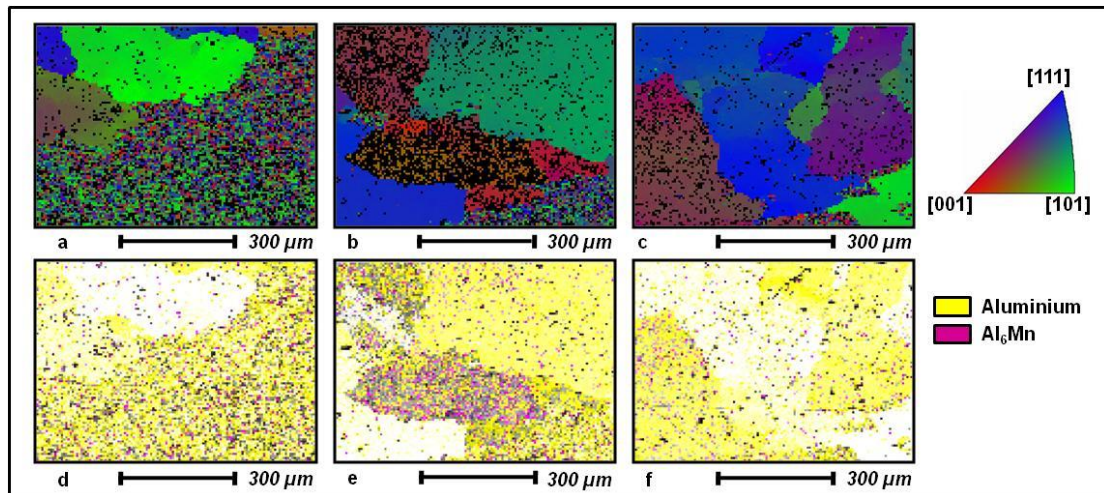 [111]
[001] [101]
a 300 µm b 300 µm c 300 µm
Aluminium
Al₆Mn
d 300 µm e 300 µm f 300 µm